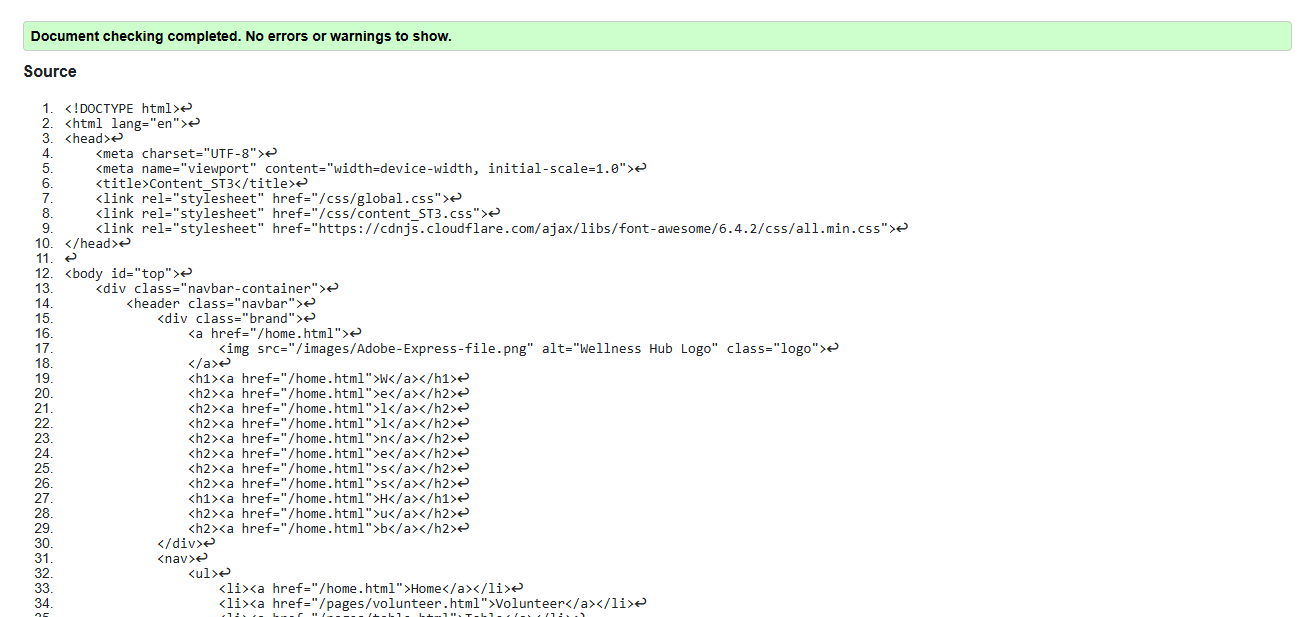 Document checking completed. No errors or warnings to show.
Source
1. <!DOCTYPE html>↩
2. <html lang="en">↩
3. <head>↩
4.     <meta charset="UTF-8">↩
5.     <meta name="viewport" content="width=device-width, initial-scale=1.0">↩
6.     <title>Content_ST3</title>↩
7.     <link rel="stylesheet" href="/css/global.css">↩
8.     <link rel="stylesheet" href="/css/content_ST3.css">↩
9.     <link rel="stylesheet" href="https://cdnjs.cloudflare.com/ajax/libs/font-awesome/6.4.2/css/all.min.css">↩
10. </head>↩
11. ↩
12. <body id="top">↩
13.     <div class="navbar-container">↩
14.         <header class="navbar">↩
15.             <div class="brand">↩
16.                 <a href="/home.html">↩
17.                     <img src="/images/Adobe-Express-file.png" alt="Wellness Hub Logo" class="logo">↩
18.                 </a>↩
19.                 <h1><a href="/home.html">W</a></h1>↩
20.                 <h2><a href="/home.html">e</a></h2>↩
21.                 <h2><a href="/home.html">l</a></h2>↩
22.                 <h2><a href="/home.html">l</a></h2>↩
23.                 <h2><a href="/home.html">n</a></h2>↩
24.                 <h2><a href="/home.html">e</a></h2>↩
25.                 <h2><a href="/home.html">s</a></h2>↩
26.                 <h2><a href="/home.html">s</a></h2>↩
27.                 <h1><a href="/home.html">H</a></h1>↩
28.                 <h2><a href="/home.html">u</a></h2>↩
29.                 <h2><a href="/home.html">b</a></h2>↩
30.             </div>↩
31.             <nav>↩
32.                 <ul>↩
33.                     <li><a href="/home.html">Home</a></li>↩
34.                     <li><a href="/pages/volunteer.html">Volunteer</a></li>↩